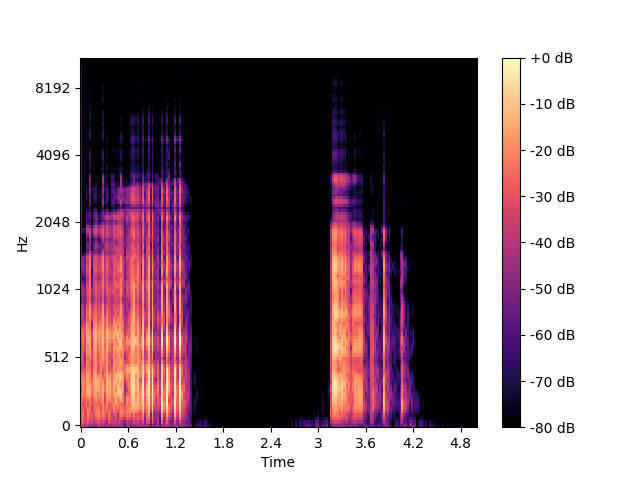 8192
4096
2048
1024
512
0
Hz
0 0.6 1.2 1.8 2.4 3 3.6 4.2 4.8
Time
+0 dB
-10 dB
-20 dB
-30 dB
-40 dB
-50 dB
-60 dB
-70 dB
-80 dB